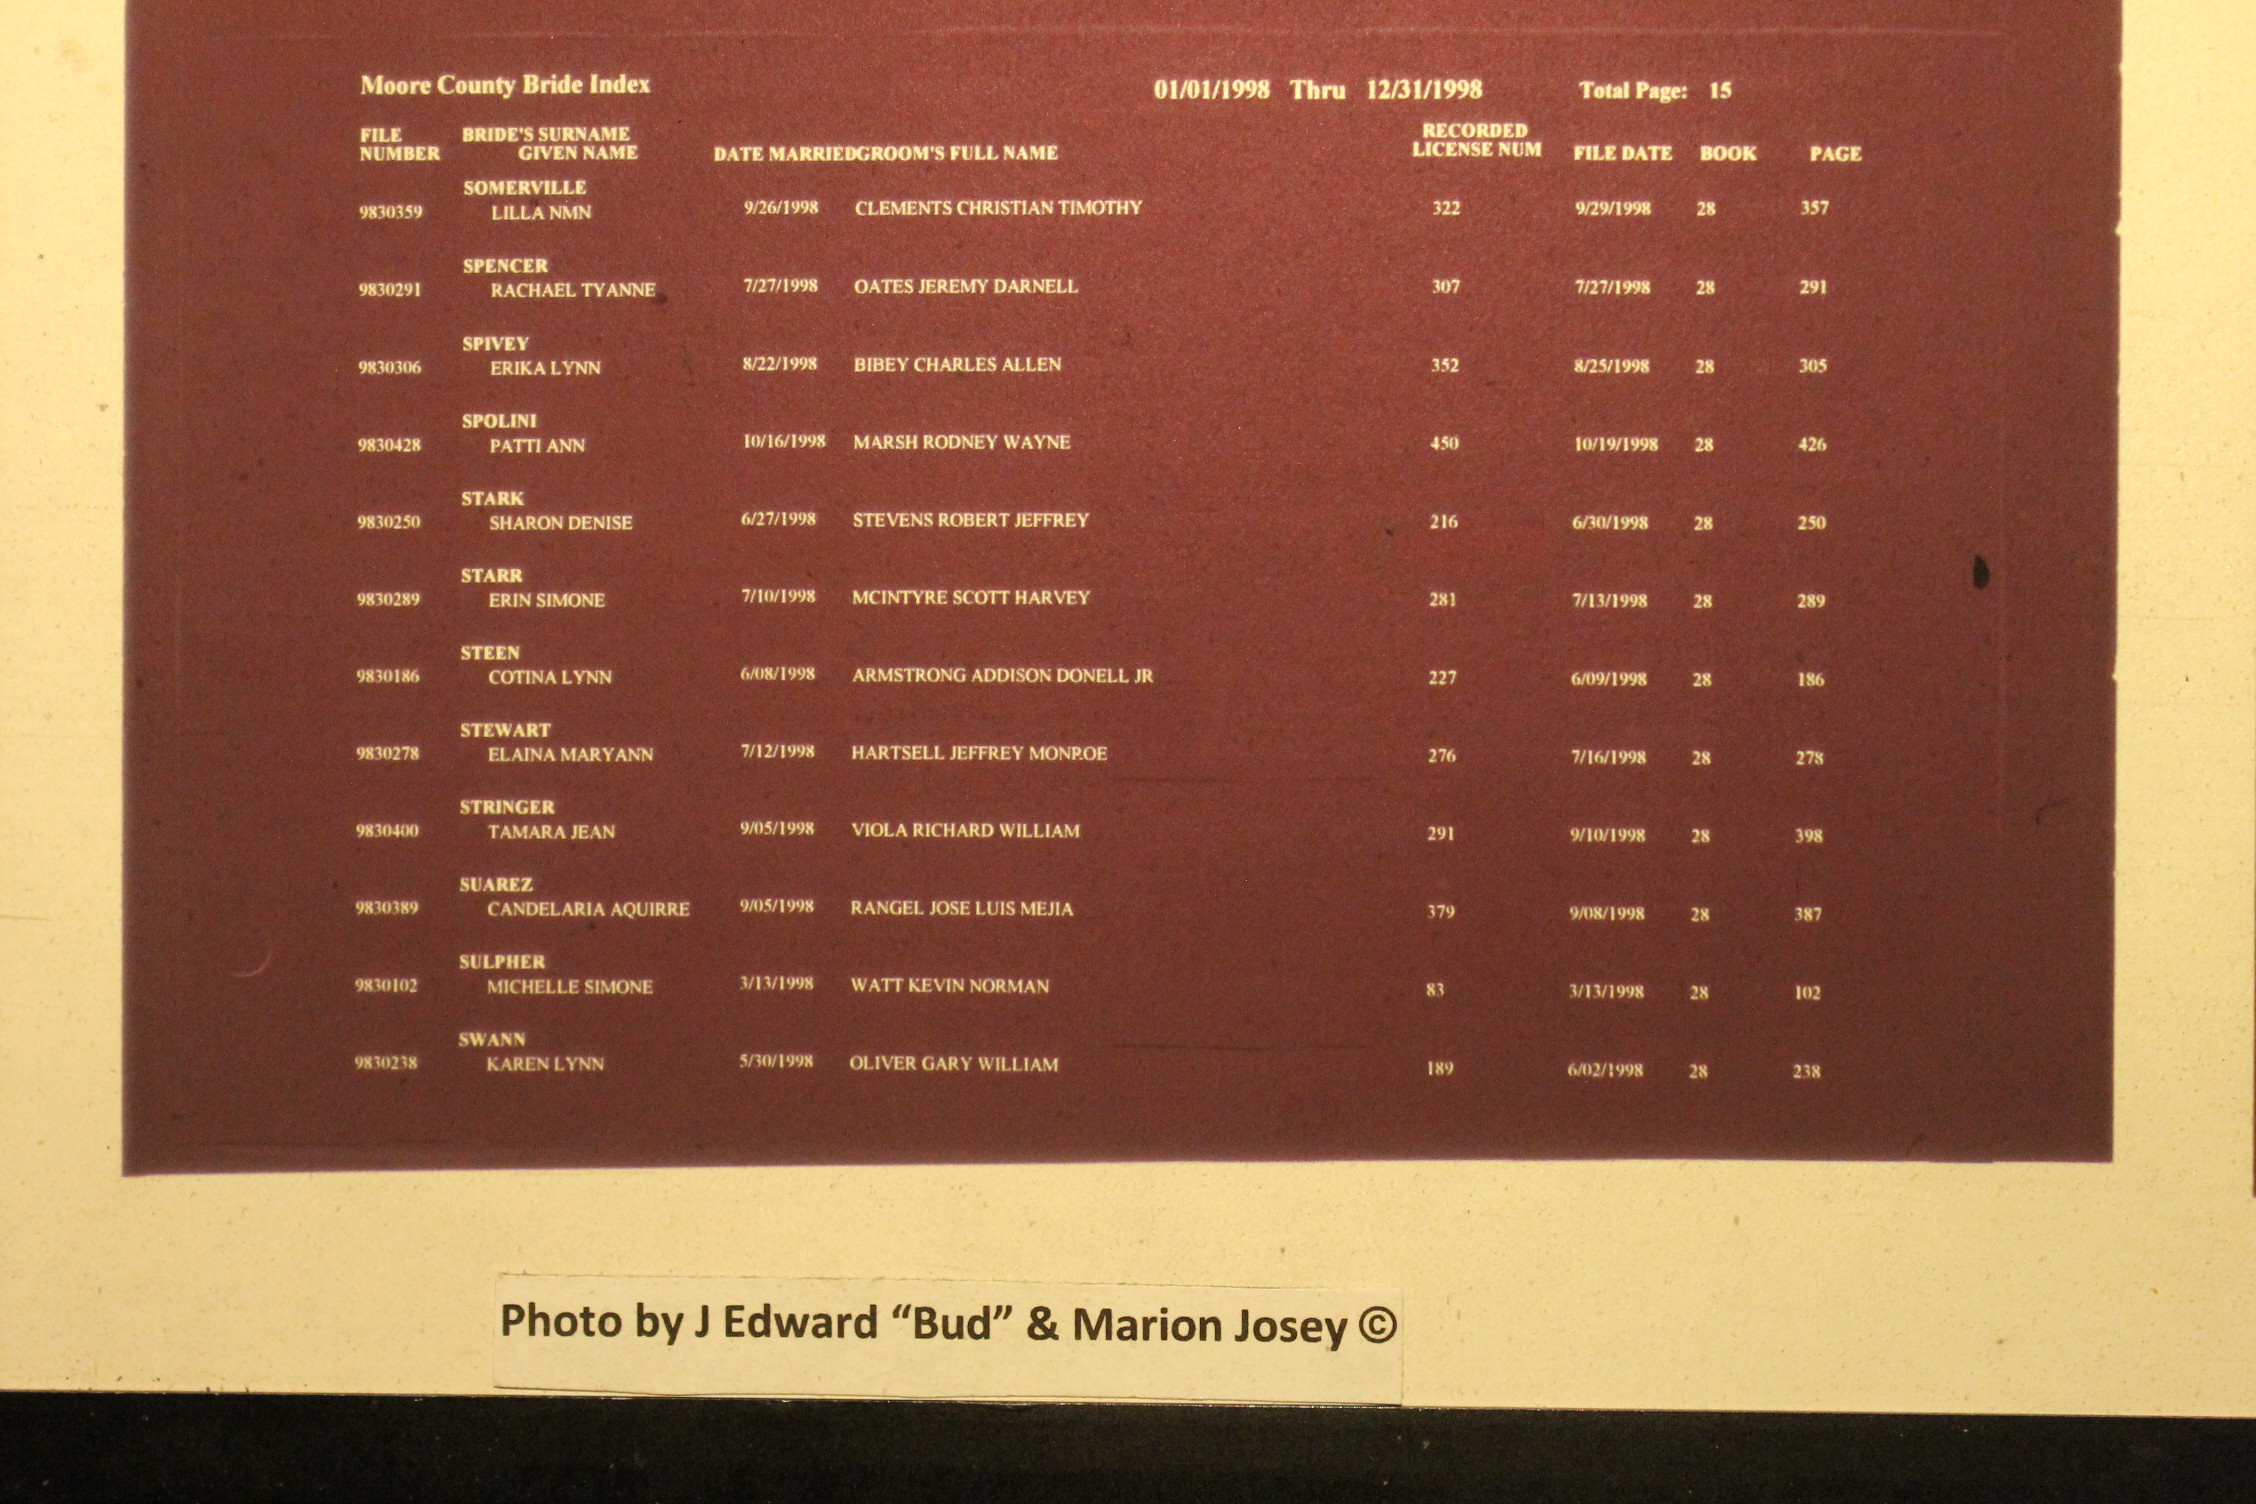 Moore County Bride Index 01/01/1998 Thru 12/31/1998 Total Page: 15
FILE NUMBER BRIDE'S SURNAME GIVEN NAME DATE MARRIED GROOM'S FULL NAME RECORDED LICENSE NUM FILE DATE BOOK PAGE
SOMERVILLE
9830359 LILLA NMN 9/26/1998 CLEMENTS CHRISTIAN TIMOTHY 322 9/29/1998 28 357
SPENCER
9830291 RACHAEL TYANNE 7/27/1998 OATES JEREMY DARNELL 307 7/27/1998 28 291
SPIVEY
9830306 ERIKA LYNN 8/22/1998 BIBEY CHARLES ALLEN 352 8/25/1998 28 305
SPOLINI
9830428 PATTI ANN 10/16/1998 MARSH RODNEY WAYNE 450 10/19/1998 28 426
STARK
9830250 SHARON DENISE 6/27/1998 STEVENS ROBERT JEFFREY 216 6/30/1998 28 250
STARR
9830289 ERIN SIMONE 7/10/1998 MCINTYRE SCOTT HARVEY 281 7/13/1998 28 289
STEEN
9830186 COTINA LYNN 6/08/1998 ARMSTRONG ADDISON DONELL JR 227 6/09/1998 28 186
STEWART
9830278 ELAINA MARYANN 7/12/1998 HARTSELL JEFFREY MONROE 276 7/16/1998 28 278
STRINGER
9830400 TAMARA JEAN 9/05/1998 VIOLA RICHARD WILLIAM 291 9/10/1998 28 398
SUAREZ
9830389 CANDELARIA AQUIRRE 9/05/1998 RANGEL JOSE LUIS MEJIA 379 9/08/1998 28 387
SULPHER
9830102 MICHELLE SIMONE 3/13/1998 WATT KEVIN NORMAN 83 3/13/1998 28 102
SWANN
9830238 KAREN LYNN 5/30/1998 OLIVER GARY WILLIAM 189 6/02/1998 28 238
Photo by J Edward “Bud” & Marion Josey ©